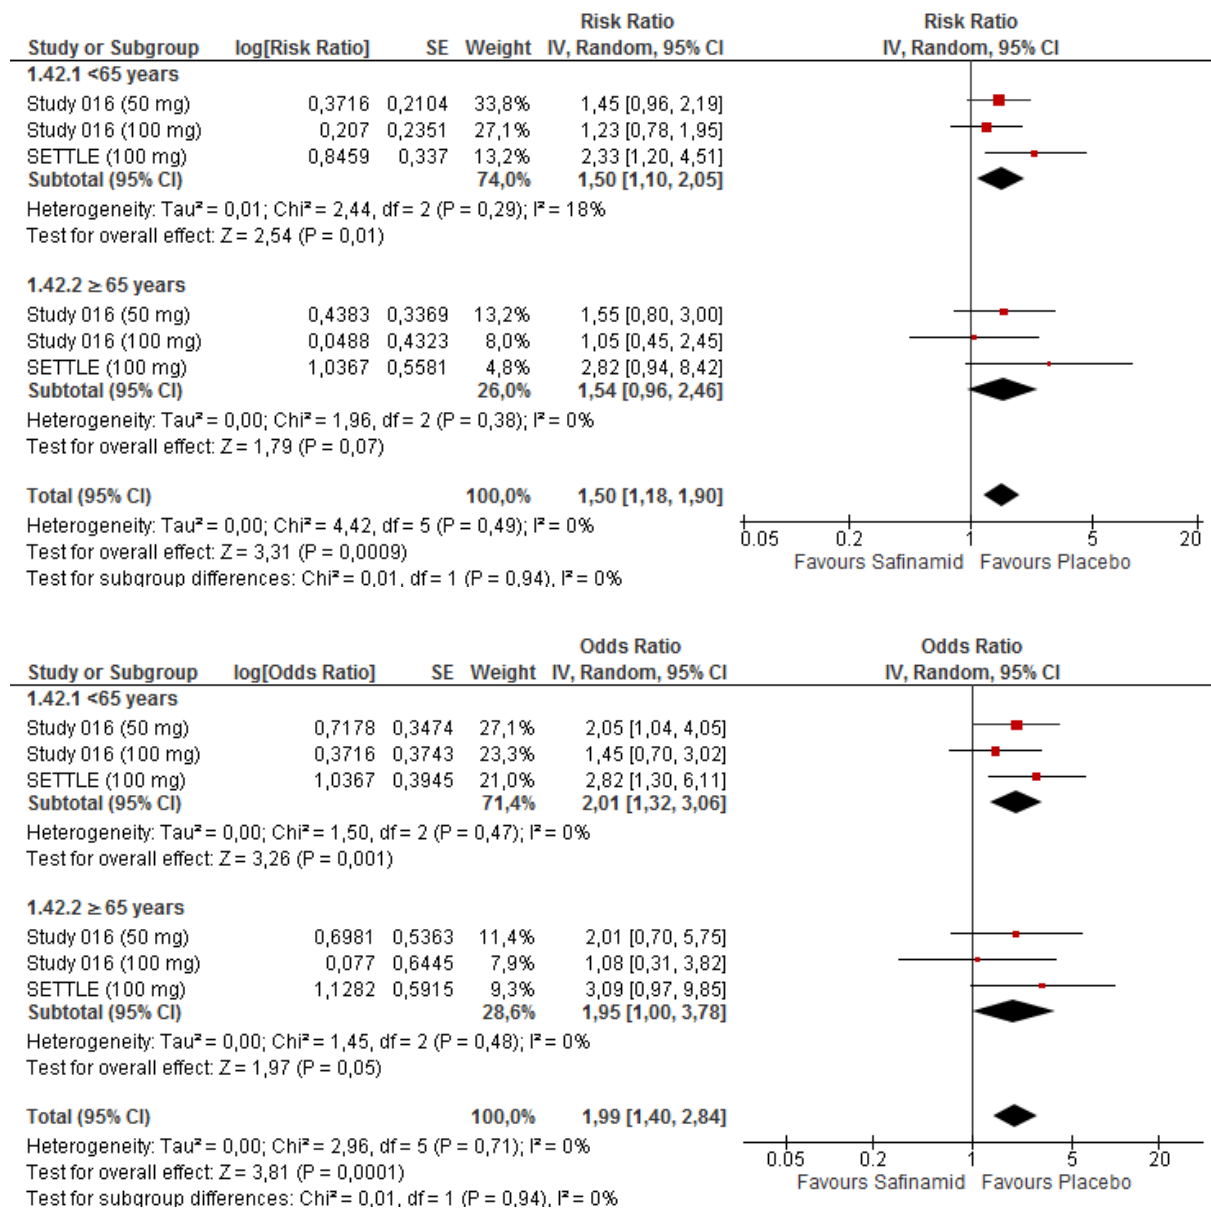 Risk Ratio Risk Ratio
Study or Subgroup log[Risk Ratio] SE Weight IV, Random, 95% CI IV, Random, 95% CI
1.42.1 <65 years
Study 016 (50 mg) 0,3716 0,2104 33,8% 1,45 [0,96, 2,19]
Study 016 (100 mg) 0,207 0,2351 27,1% 1,23 [0,78, 1,95]
SETTLE (100 mg) 0,8459 0,337 13,2% 2,33 [1,20, 4,51]
Subtotal (95% CI) 74,0% 1,50 [1,10, 2,05]
Heterogeneity: Tau² = 0,01; Chi² = 2,44, df = 2 (P = 0,29); I² = 18%
Test for overall effect: Z = 2,54 (P = 0,01)
1.42.2 ≥ 65 years
Study 016 (50 mg) 0,4383 0,3369 13,2% 1,55 [0,80, 3,00]
Study 016 (100 mg) 0,0488 0,4323 8,0% 1,05 [0,45, 2,45]
SETTLE (100 mg) 1,0367 0,5581 4,8% 2,82 [0,94, 8,42]
Subtotal (95% CI) 26,0% 1,54 [0,96, 2,46]
Heterogeneity: Tau² = 0,00; Chi² = 1,96, df = 2 (P = 0,38); I² = 0%
Test for overall effect: Z = 1,79 (P = 0,07)
Total (95% CI) 100,0% 1,50 [1,18, 1,90]
Heterogeneity: Tau² = 0,00; Chi² = 4,42, df = 5 (P = 0,49); I² = 0%
Test for overall effect: Z = 3,31 (P = 0,0009)
Test for subgroup differences: Chi² = 0,01, df = 1 (P = 0,94), I² = 0%
0.05 0.2 1 5 20
Favours Safinamid Favours Placebo
Odds Ratio Odds Ratio
Study or Subgroup log[Odds Ratio] SE Weight IV, Random, 95% CI IV, Random, 95% CI
1.42.1 <65 years
Study 016 (50 mg) 0,7178 0,3474 27,1% 2,05 [1,04, 4,05]
Study 016 (100 mg) 0,3716 0,3743 23,3% 1,45 [0,70, 3,02]
SETTLE (100 mg) 1,0367 0,3945 21,0% 2,82 [1,30, 6,11]
Subtotal (95% CI) 71,4% 2,01 [1,32, 3,06]
Heterogeneity: Tau² = 0,00; Chi² = 1,50, df = 2 (P = 0,47); I² = 0%
Test for overall effect: Z = 3,26 (P = 0,001)
1.42.2 ≥ 65 years
Study 016 (50 mg) 0,6981 0,5363 11,4% 2,01 [0,70, 5,75]
Study 016 (100 mg) 0,077 0,6445 7,9% 1,08 [0,31, 3,82]
SETTLE (100 mg) 1,1282 0,5915 9,3% 3,09 [0,97, 9,85]
Subtotal (95% CI) 28,6% 1,95 [1,00, 3,78]
Heterogeneity: Tau² = 0,00; Chi² = 1,45, df = 2 (P = 0,48); I² = 0%
Test for overall effect: Z = 1,97 (P = 0,05)
Total (95% CI) 100,0% 1,99 [1,40, 2,84]
Heterogeneity: Tau² = 0,00; Chi² = 2,96, df = 5 (P = 0,71); I² = 0%
Test for overall effect: Z = 3,81 (P = 0,0001)
Test for subgroup differences: Chi² = 0,01, df = 1 (P = 0,94), I² = 0%
0.05 0.2 1 5 20
Favours Safinamid Favours Placebo